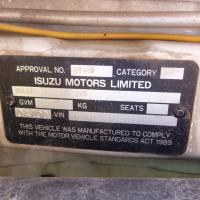 APPROVAL NO. CATEGORY
ISUZU MOTORS LIMITED
GVM KG SEATS
VIN
THIS VEHICLE WAS MANUFACTURED TO COMPLY
WITH THE MOTOR VEHICLE STANDARDS ACT 1989